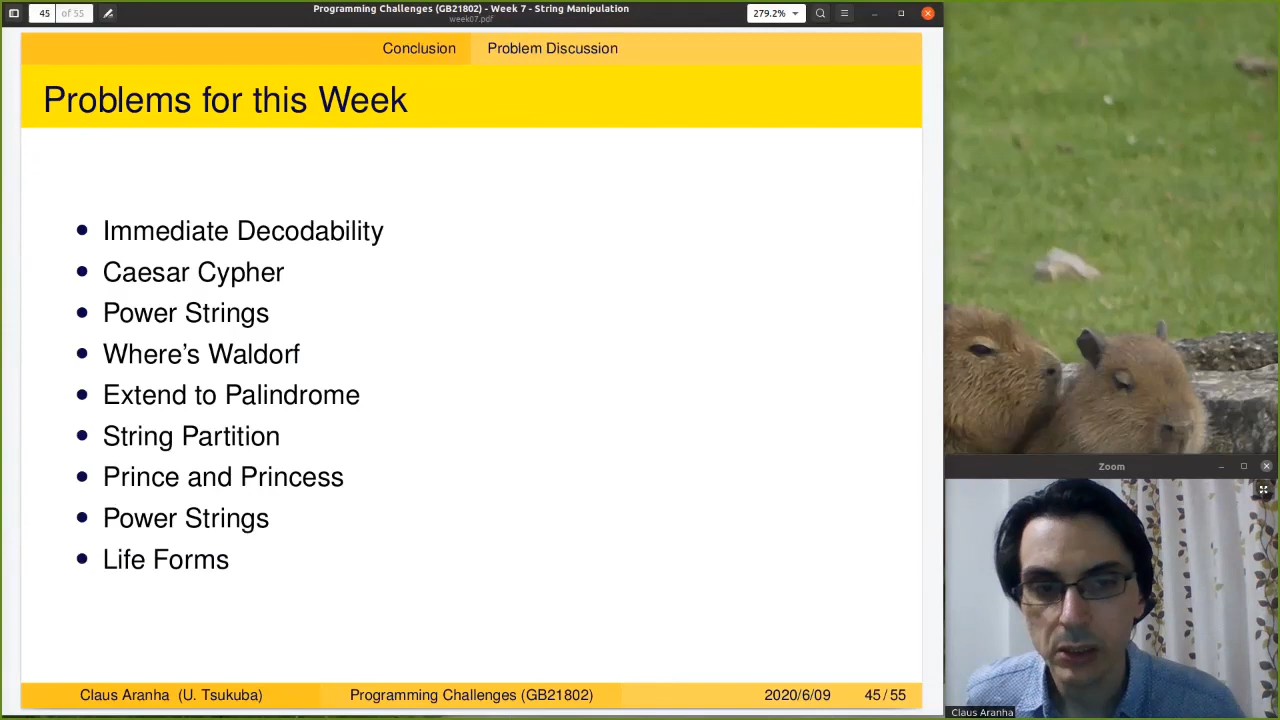 45 of 55
Programming Challenges (GB21802) - Week 7 - String Manipulation
week07.pdf
279.2%
Conclusion Problem Discussion
Problems for this Week
Immediate Decodability
Caesar Cypher
Power Strings
Where's Waldorf
Extend to Palindrome
String Partition
Prince and Princess
Power Strings
Life Forms
Claus Aranha (U. Tsukuba) Programming Challenges (GB21802) 2020/6/09 45 / 55
Zoom
Claus Aranha